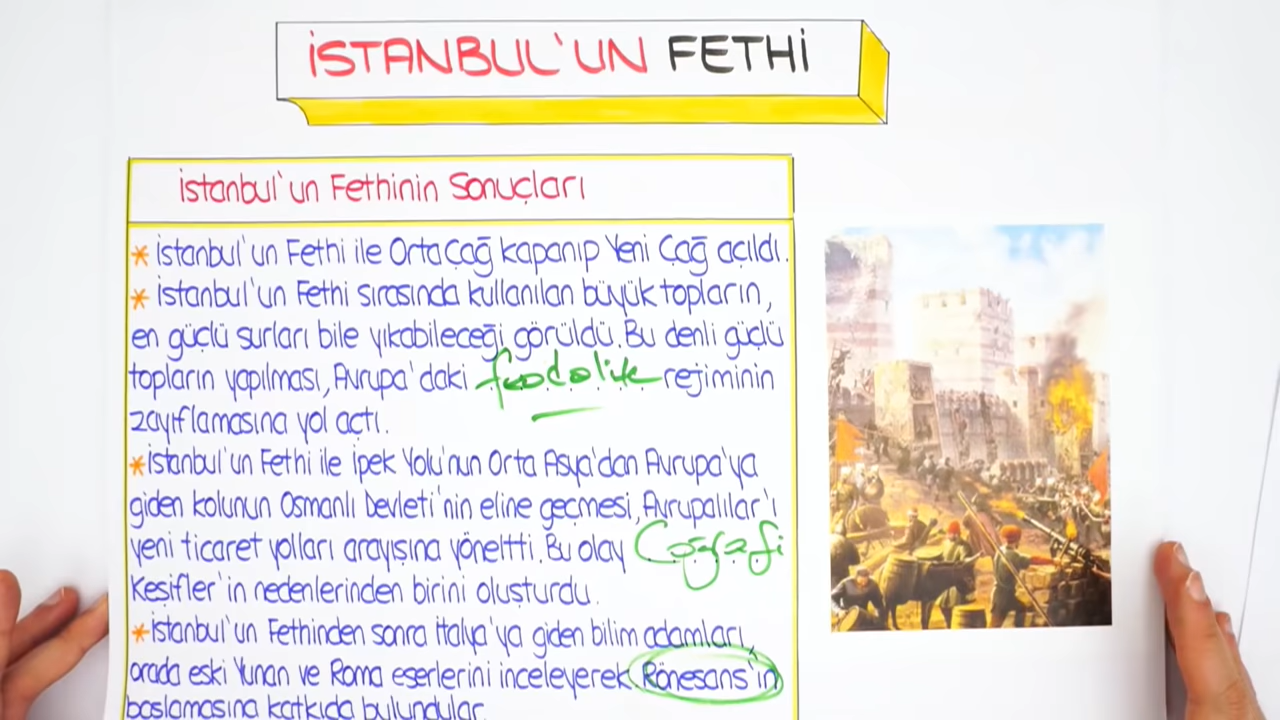 İSTANBUL'UN FETHİ
İstanbul'un Fethinin Sonuçları
* İstanbul'un Fethi ile Orta Çağ kapanıp Yeni Çağ açıldı.
* İstanbul'un Fethi sırasında kullanılan büyük topların,
en güçlü surları bile yıkabileceği görüldü. Bu denli güçlü
topların yapılması, Avrupa'daki feodalite rejiminin
zayıflamasına yol açtı.
* İstanbul'un Fethi ile İpek Yolu'nun Orta Asya'dan Avrupa'ya
giden kolunun Osmanlı Devleti'nin eline geçmesi, Avrupalılar'ı
yeni ticaret yolları arayışına yöneltti. Bu olay Coğrafi
Keşifler'in nedenlerinden birini oluşturdu.
* İstanbul'un Fethinden sonra İtalya'ya giden bilim adamları,
orada eski Yunan ve Roma eserlerini inceleyerek Rönesans'ın
başlamasına katkıda bulundular.